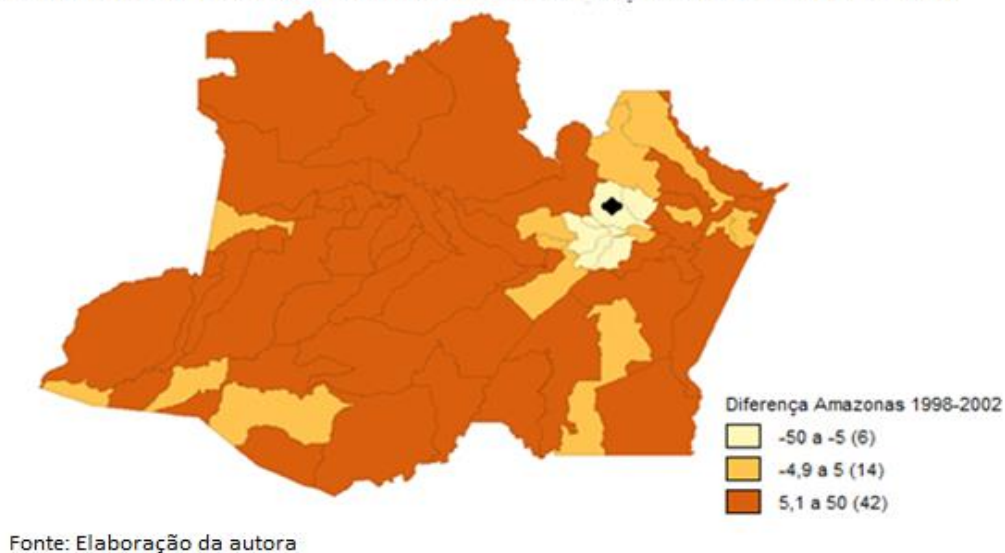 Diferença Amazonas 1998-2002
-50 a -5 (6)
-4,9 a 5 (14)
5,1 a 50 (42)
Fonte: Elaboração da autora